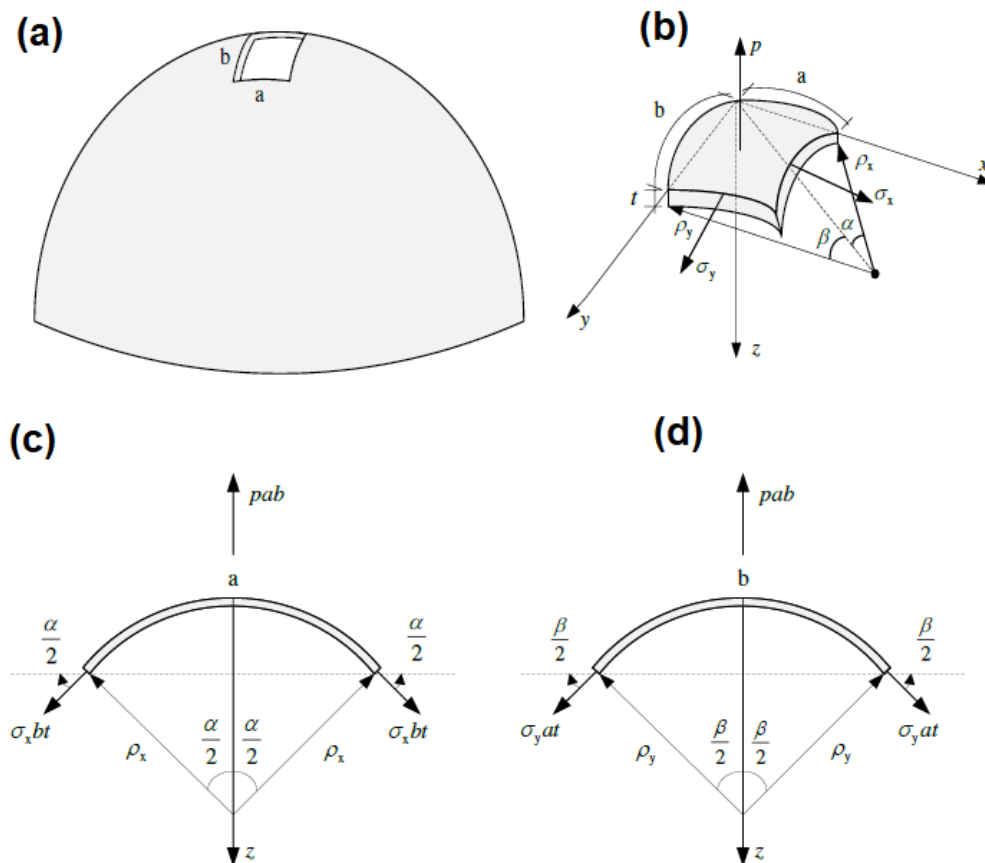 (a)
b
a
(b)
p
a
b
x
ρx
σx
t
ρy
β
α
σy
y
z
(c)
pab
a
α/2
α/2
σxbt
σxbt
α/2
α/2
ρx
ρx
z
(d)
pab
b
β/2
β/2
σyat
σyat
β/2
β/2
ρy
ρy
z